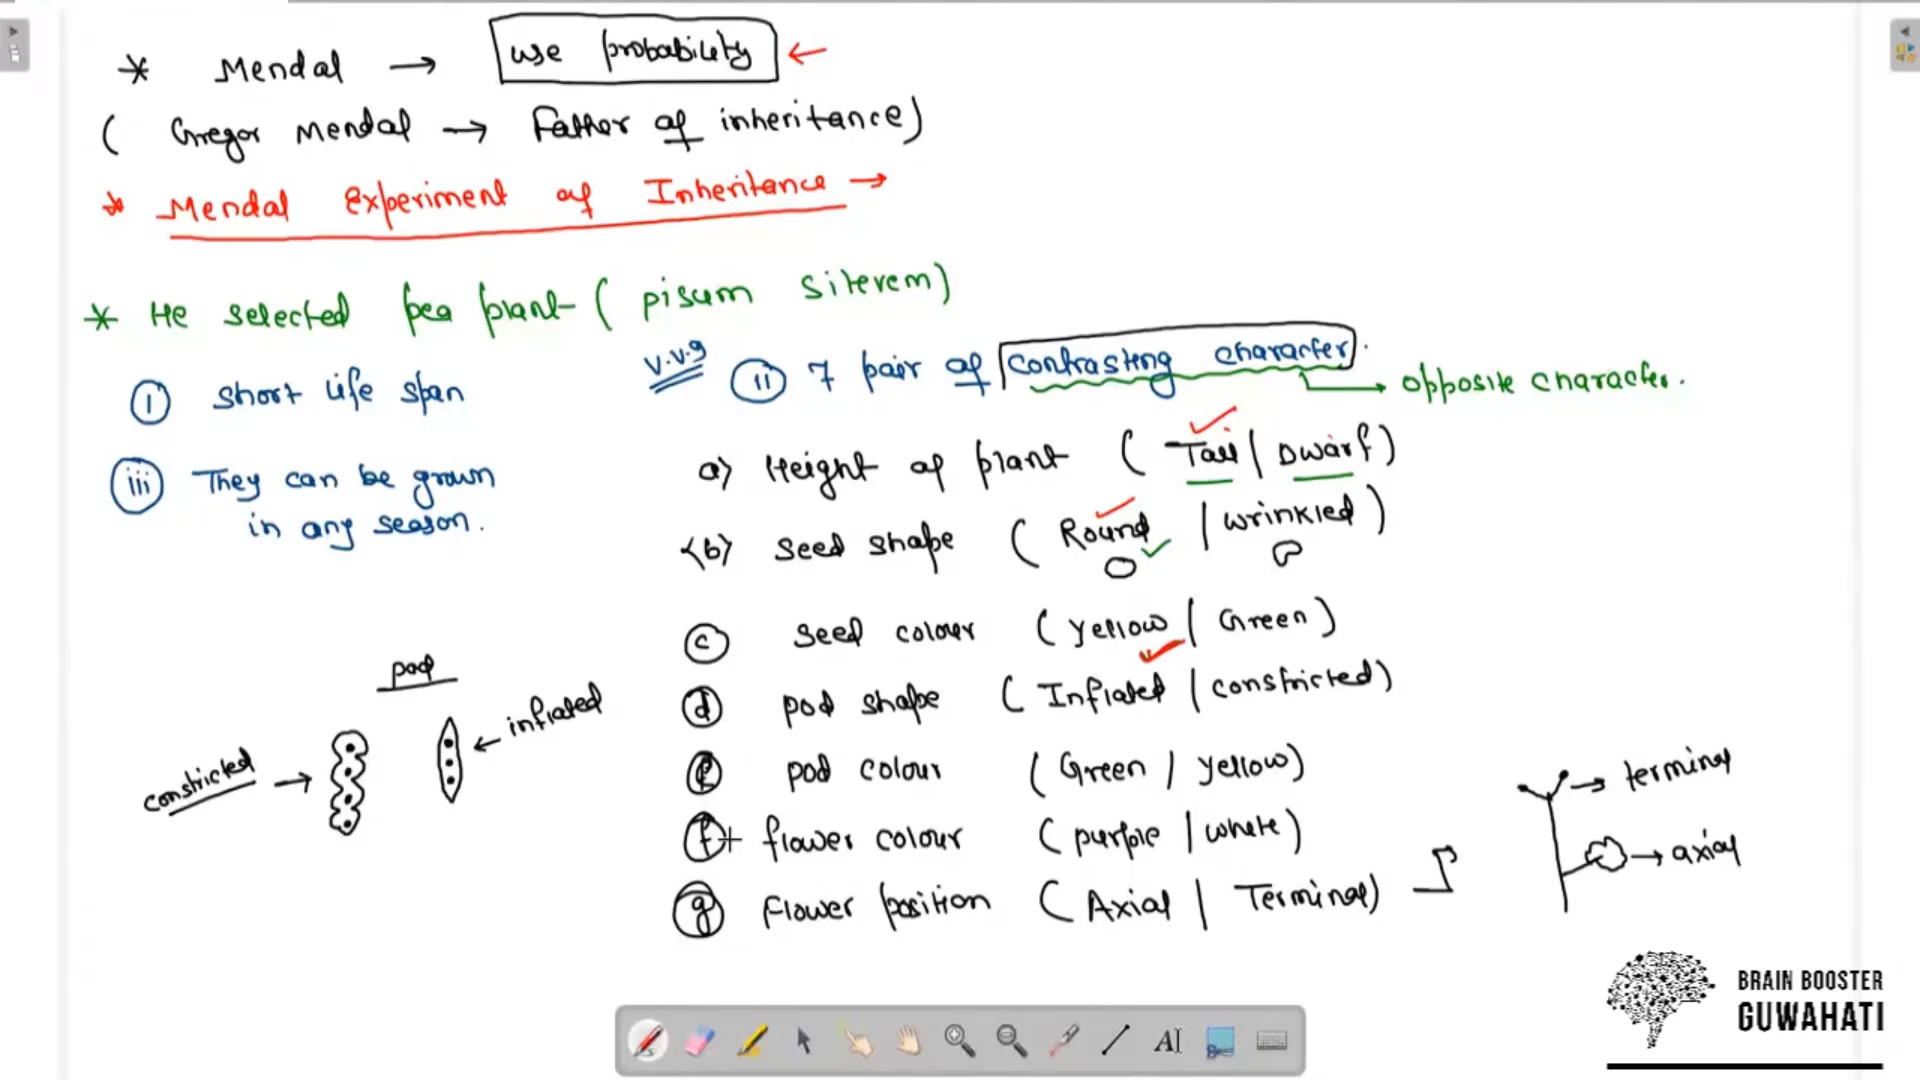 * Mendal → use probability ←
( Gregor Mendal → Father of inheritance)
* Mendal Experiment of Inheritance →
* He selected pea plant ( pisum siterem)
(i) Short life span
v.v.g (ii) 7 pair of contrasting character. → opposite character.
(iii) They can be grown
in any season.
a) Height of plant ( Tall | Dwarf )
(b) Seed shape ( Round | wrinkled )
(c) Seed colour ( yellow | Green )
(d) pod shape ( Inflated | constricted )
(e) pod colour ( Green | yellow )
(f) flower colour ( purple | white )
(g) Flower position ( Axial | Terminal )
pod
constricted →
← inflated
→ terminal
→ axial
BRAIN BOOSTER
GUWAHATI
AI